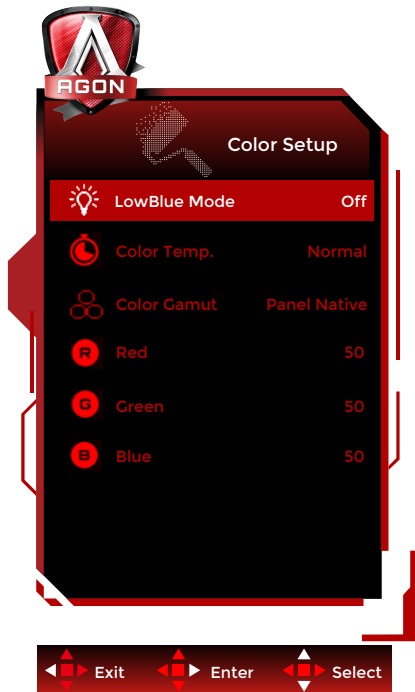 AGON
Color Setup
LowBlue Mode Off
Color Temp. Normal
Color Gamut Panel Native
R Red 50
G Green 50
B Blue 50
Exit Enter Select